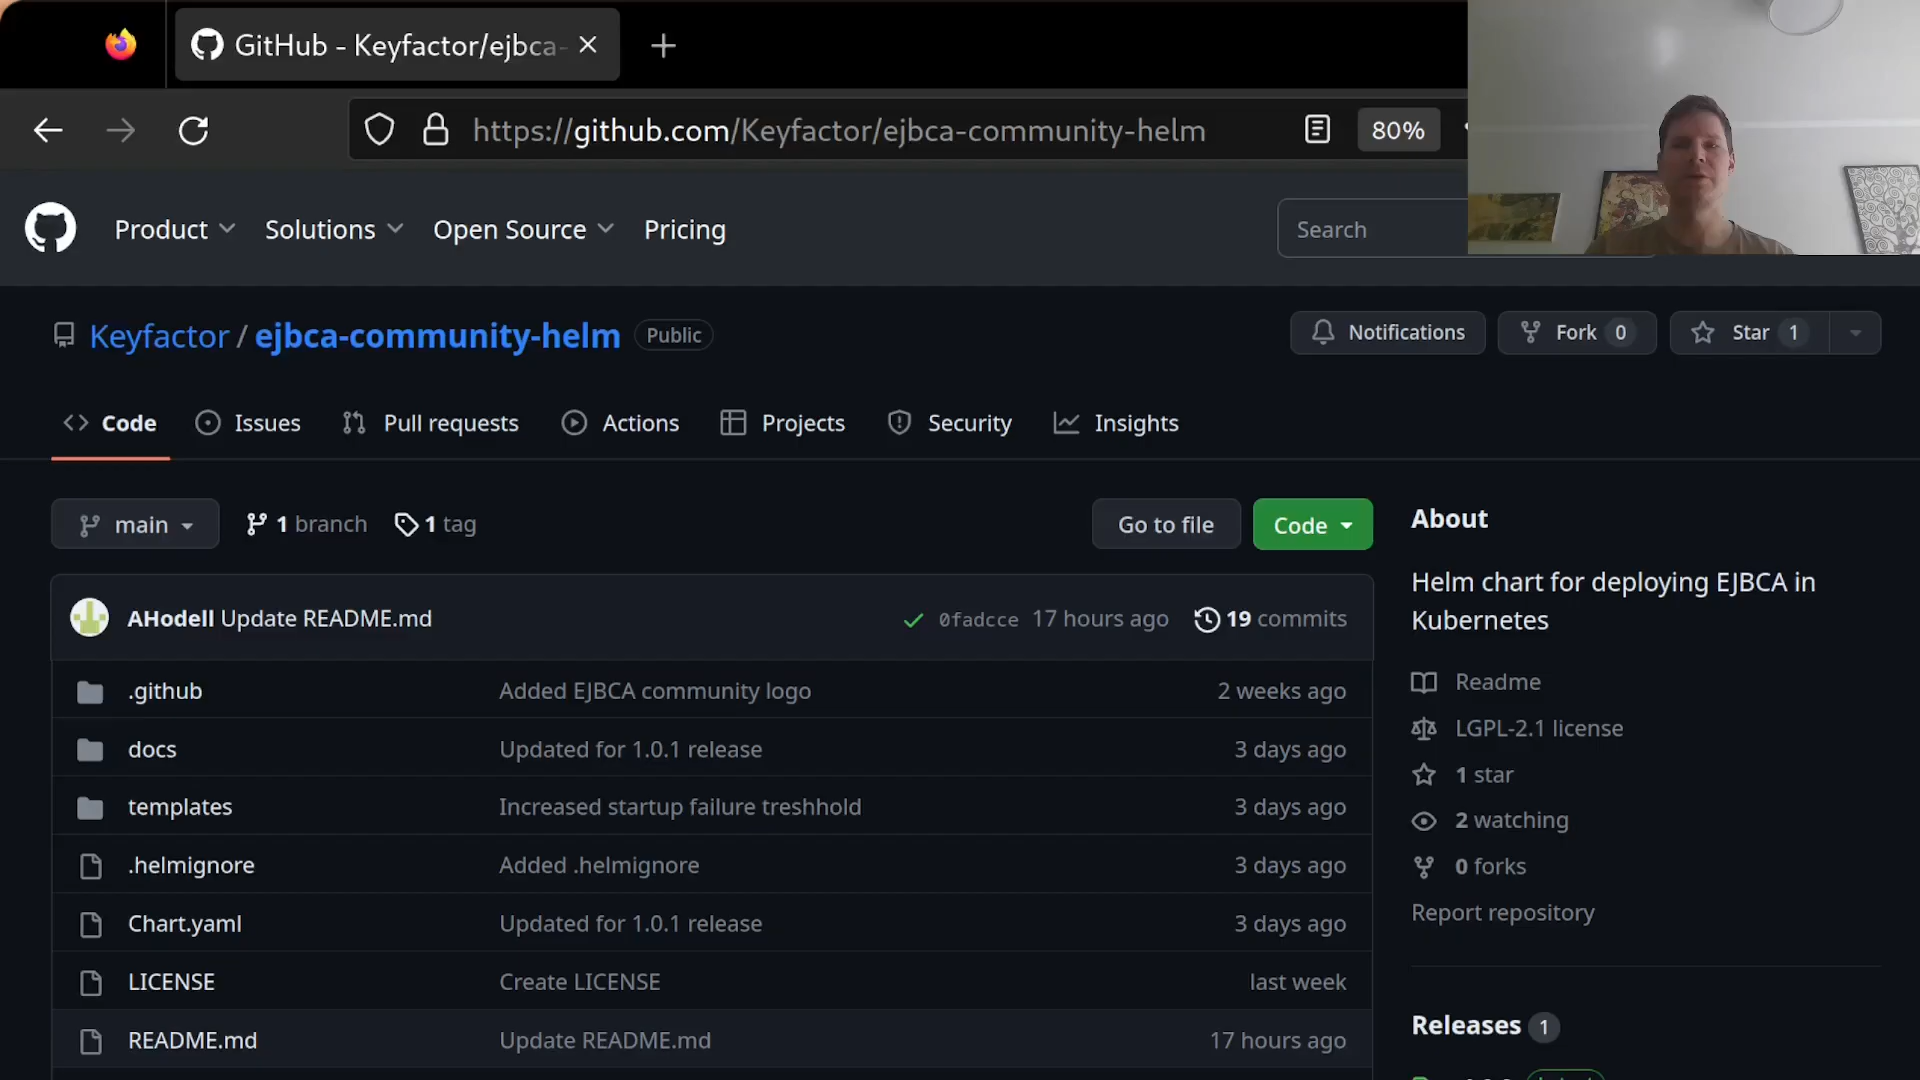 GitHub - Keyfactor/ejbca-
https://github.com/Keyfactor/ejbca-community-helm
80%
Product
Solutions
Open Source
Pricing
Search
Keyfactor / ejbca-community-helm
Public
Notifications
Fork 0
Star 1
Code
Issues
Pull requests
Actions
Projects
Security
Insights
main
1 branch
1 tag
Go to file
Code
AHodell Update README.md
0fadcce 17 hours ago
19 commits
.github Added EJBCA community logo 2 weeks ago
docs Updated for 1.0.1 release 3 days ago
templates Increased startup failure treshhold 3 days ago
.helmignore Added .helmignore 3 days ago
Chart.yaml Updated for 1.0.1 release 3 days ago
LICENSE Create LICENSE last week
README.md Update README.md 17 hours ago
About
Helm chart for deploying EJBCA in
Kubernetes
Readme
LGPL-2.1 license
1 star
2 watching
0 forks
Report repository
Releases 1